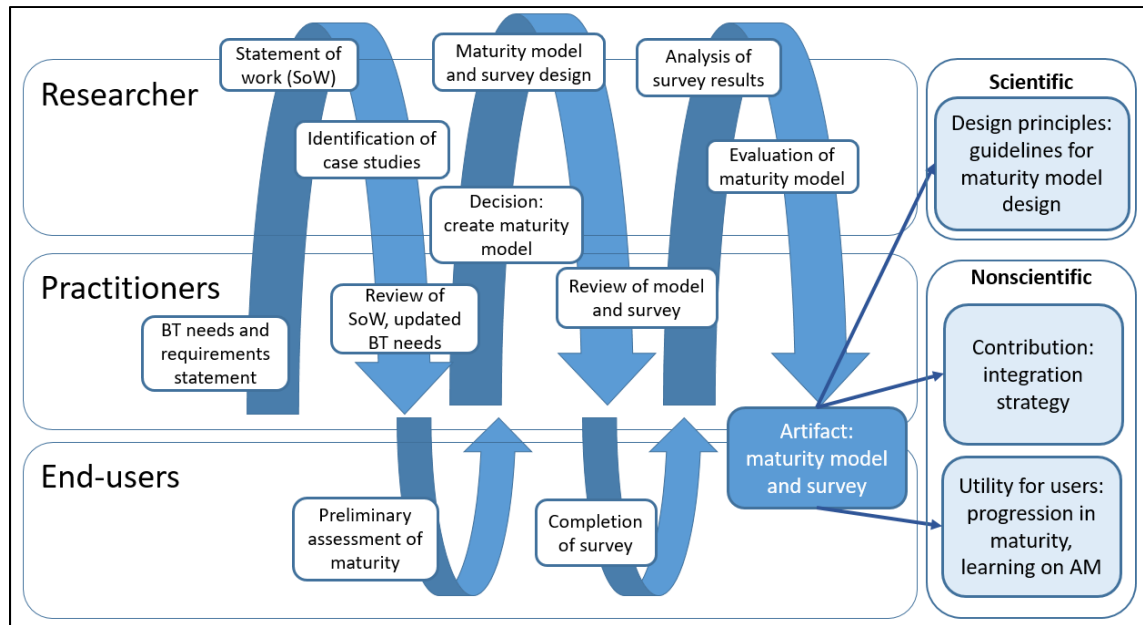 Researcher
Statement of
work (SoW)
Identification of
case studies
Maturity model
and survey design
Decision:
create maturity
model
Analysis of
survey results
Evaluation of
maturity model
Practitioners
BT needs and
requirements
statement
Review of
SoW, updated
BT needs
Review of model
and survey
End-users
Preliminary
assessment of
maturity
Completion
of survey
Artifact:
maturity model
and survey
Scientific
Design principles:
guidelines for
maturity model
design
Nonscientific
Contribution:
integration
strategy
Utility for users:
progression in
maturity,
learning on AM